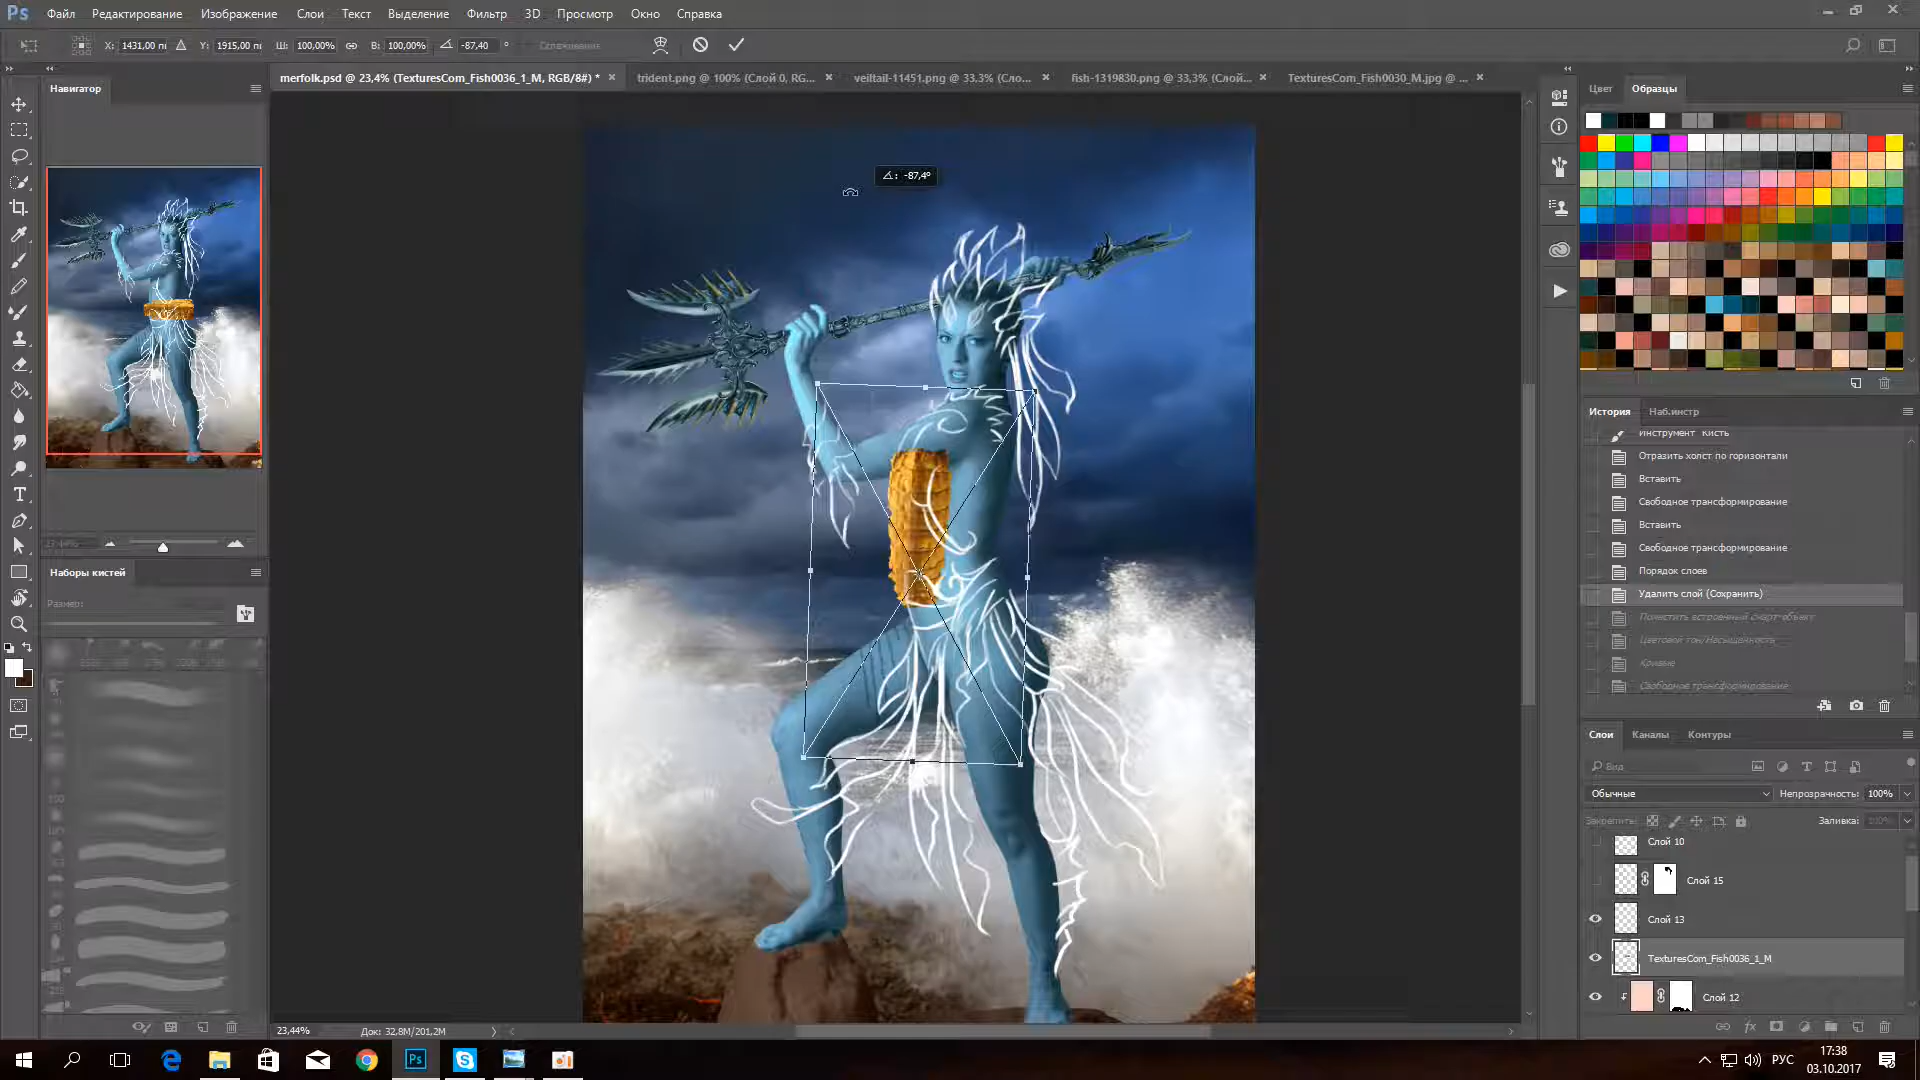 Ps Файл Редактирование Изображение Слои Текст Выделение Фильтр 3D Просмотр Окно Справка
X: 1431,00 пі Y: 1915,00 пі Ш: 100,00% В: 100,00% -87,40 ° Сглаживание
merfolk.psd @ 23,4% (TexturesCom_Fish0036_1_M, RGB/8#) * trident.png @ 100% (Слой 0, RG... veiltail-11451.png @ 33,3% (Сло... fish-1319830.png @ 33,3% (Слой... TexturesCom_Fish0030_M.jpg @ ...
Навигатор
Цвет Образцы
: -87,4°
История Наб.инстр
Инструмент "Кисть"
Отразить холст по горизонтали
Вставить
Свободное трансформирование
Вставить
Свободное трансформирование
Порядок слоев
Удалить слой (Сохранить)
Поместить встроенный смарт-объект
Цветовой тон/Насыщенность
Кривые
Свободное трансформирование
Наборы кистей
Размер:
Слои Каналы Контуры
Вид
Обычные Непрозрачность: 100%
Закрепить: Заливка: 100%
Слой 10
Слой 15
Слой 13
TexturesCom_Fish0036_1_M
Слой 12
23,44% Док: 32,8M/201,2M
Ps РУС 17:38
03.10.2017